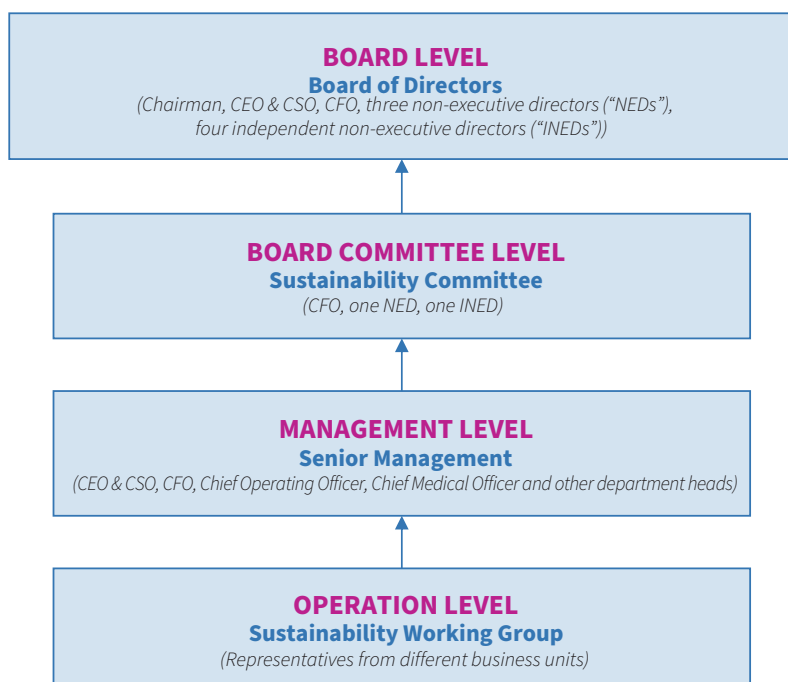 BOARD LEVEL
Board of Directors
(Chairman, CEO & CSO, CFO, three non-executive directors (“NEDs”),
four independent non-executive directors (“INEDs”))
BOARD COMMITTEE LEVEL
Sustainability Committee
(CFO, one NED, one INED)
MANAGEMENT LEVEL
Senior Management
(CEO & CSO, CFO, Chief Operating Officer, Chief Medical Officer and other department heads)
OPERATION LEVEL
Sustainability Working Group
(Representatives from different business units)